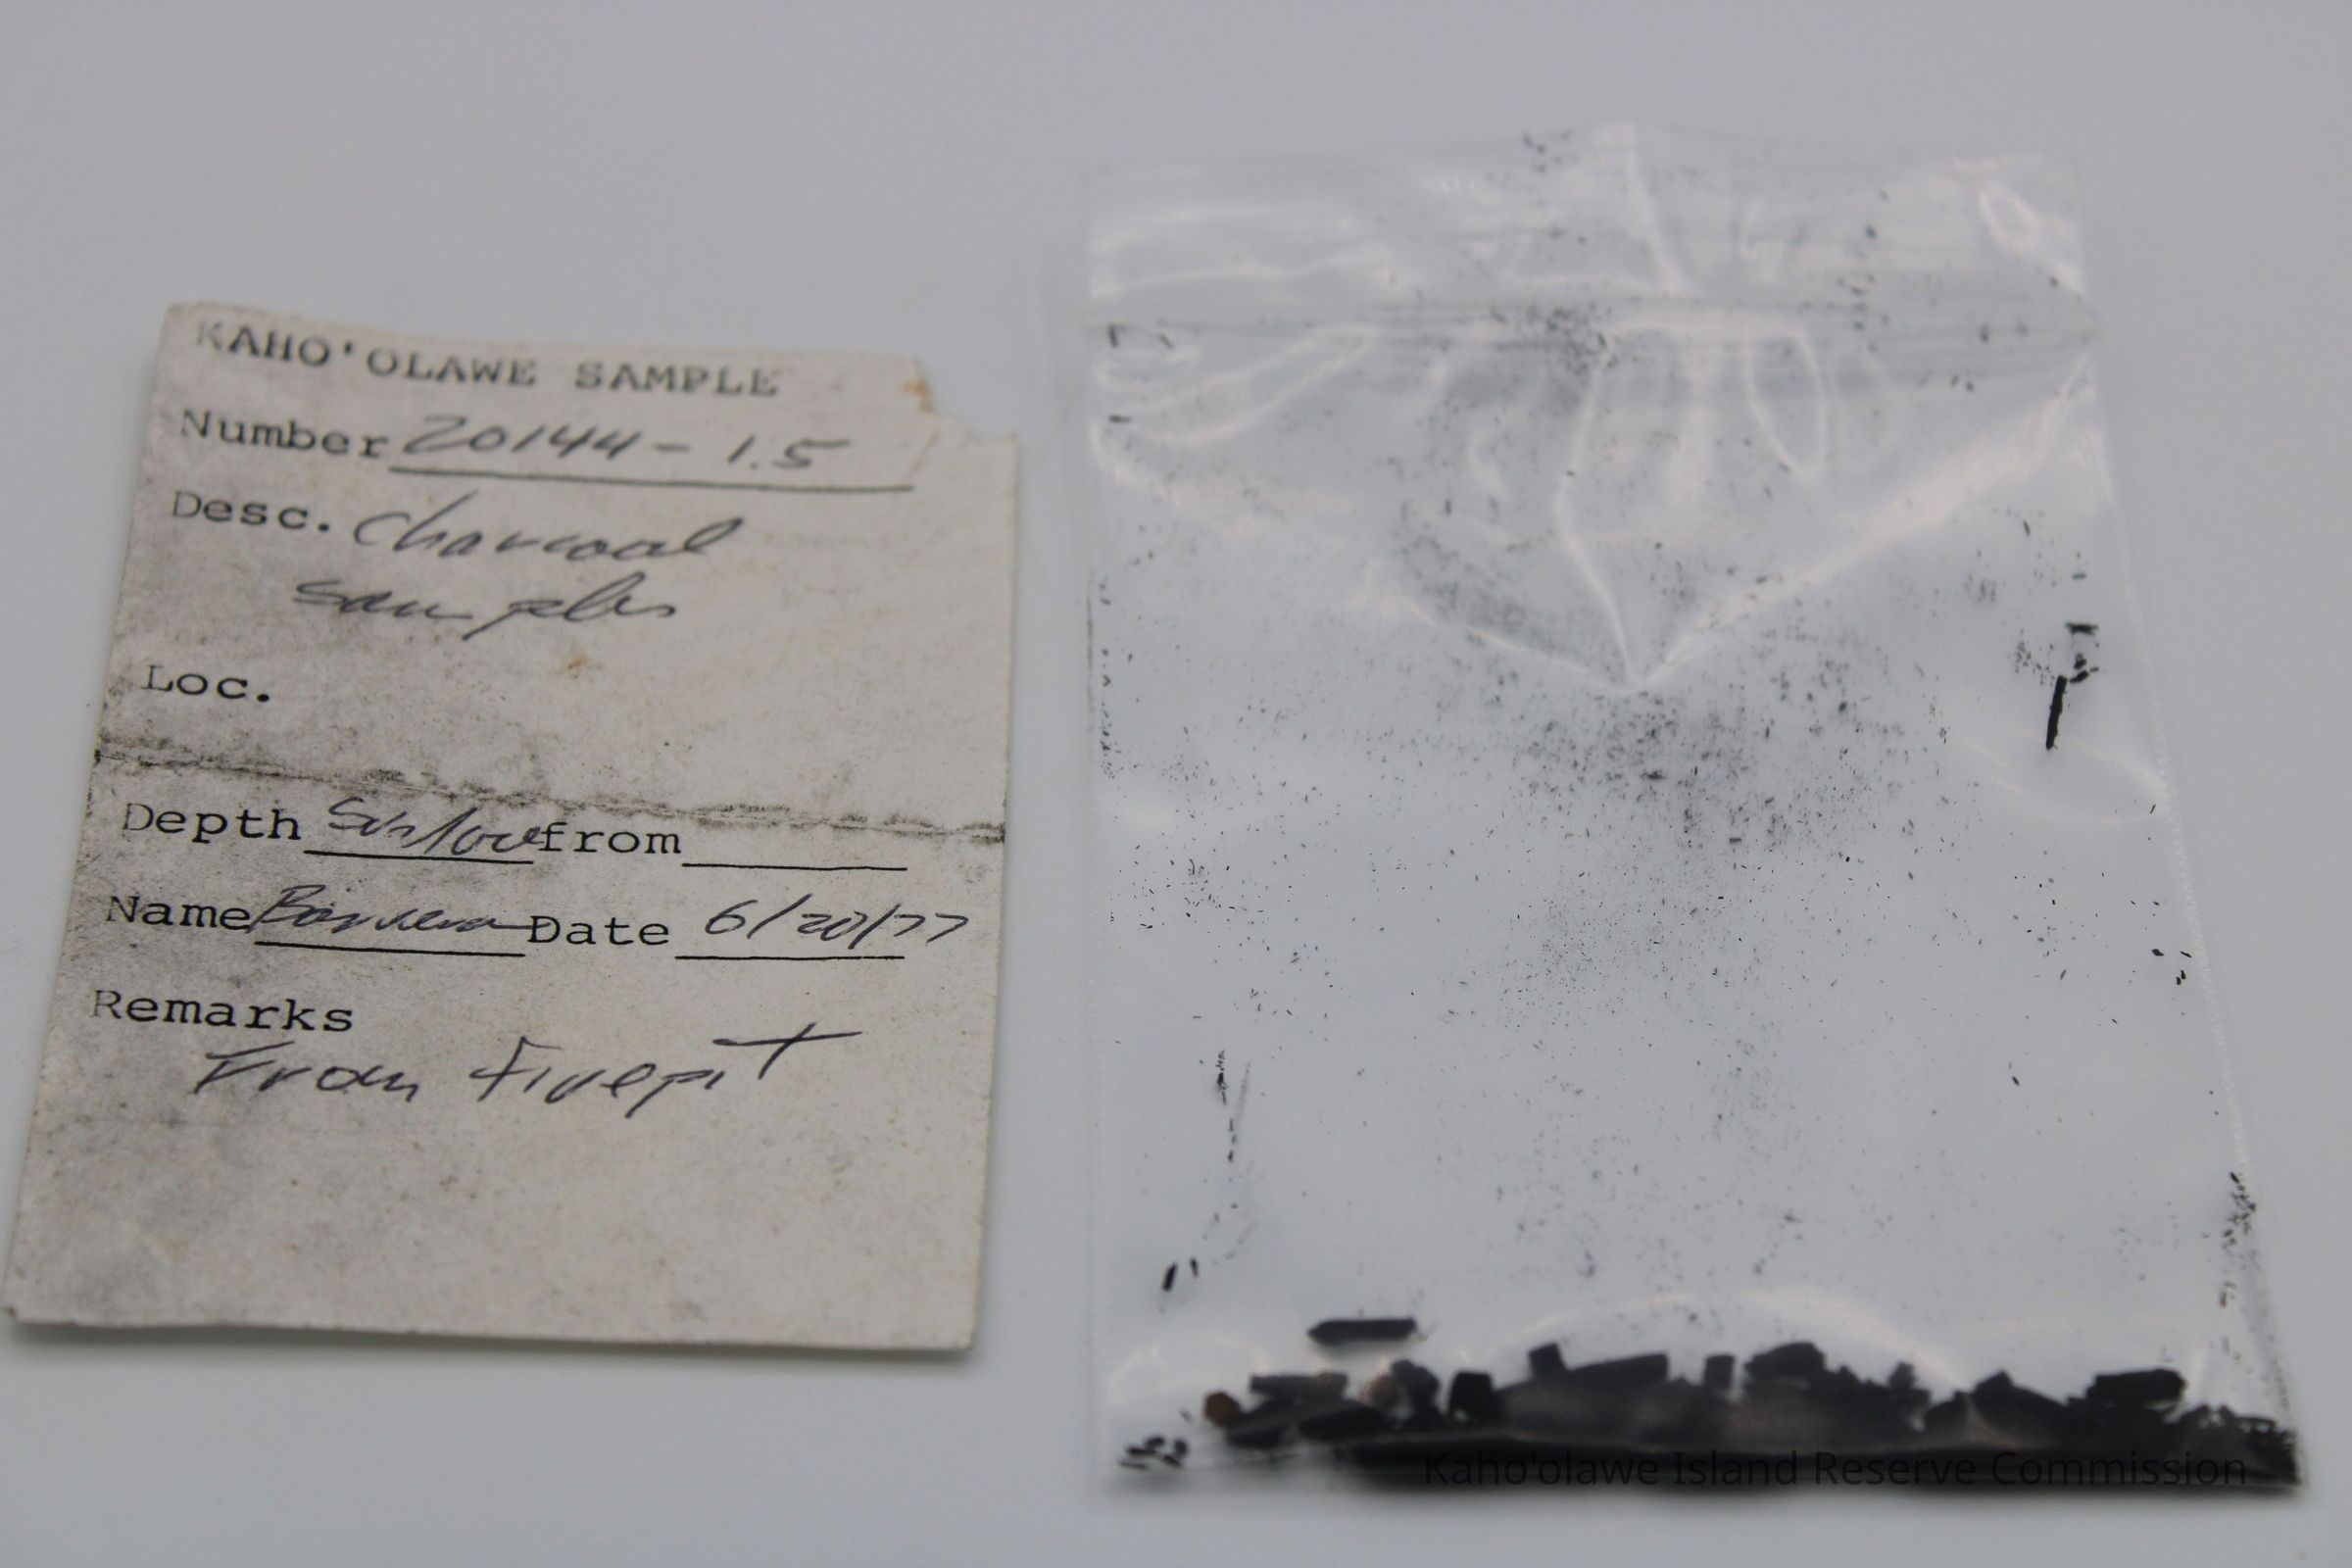 KAHO'OLAWE SAMPLE
Number 20144-1.5
Desc. charcoal
samples
Loc.
Depth from
Name Date 6/20/77
Remarks
From firepit
Kaho'olawe Island Reserve Commission